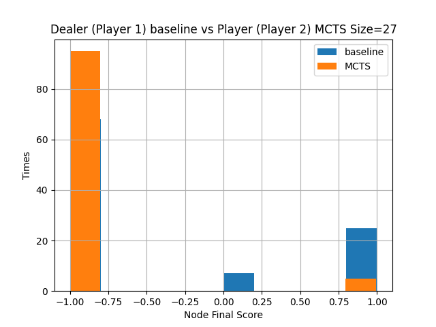 Dealer (Player 1) baseline vs Player (Player 2) MCTS Size=27
baseline
MCTS
Times
80
60
40
20
0
−1.00 −0.75 −0.50 −0.25 0.00 0.25 0.50 0.75 1.00
Node Final Score